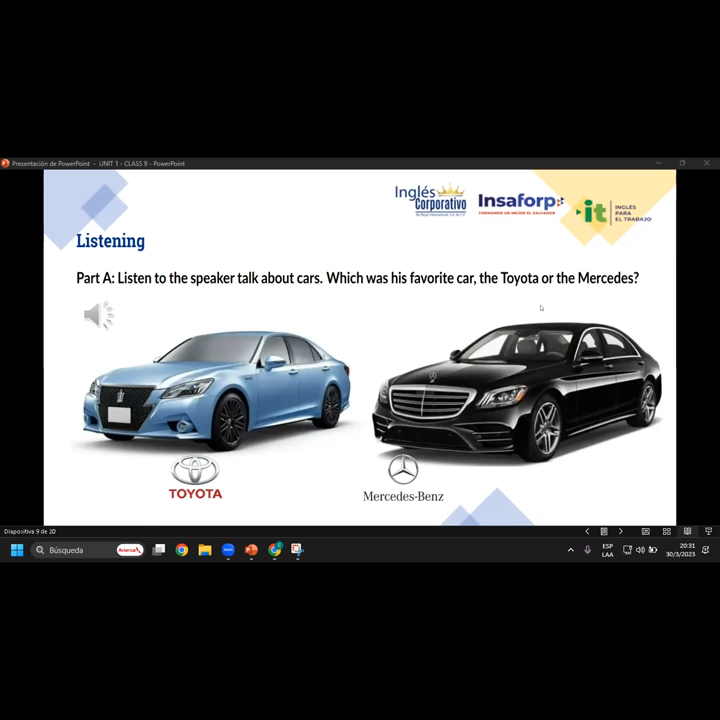 Presentación de PowerPoint - UNIT 1 - CLASS 9 - PowerPoint
Inglés
Corporativo
Insaforp
FORMANDO UN MEJOR EL SALVADOR
it
INGLÉS
PARA
EL TRABAJO
Listening
Part A: Listen to the speaker talk about cars. Which was his favorite car, the Toyota or the Mercedes?
TOYOTA
Mercedes-Benz
Diapositiva 9 de 20
Búsqueda
Avianca
ESP
LAA
20:31
30/3/2023